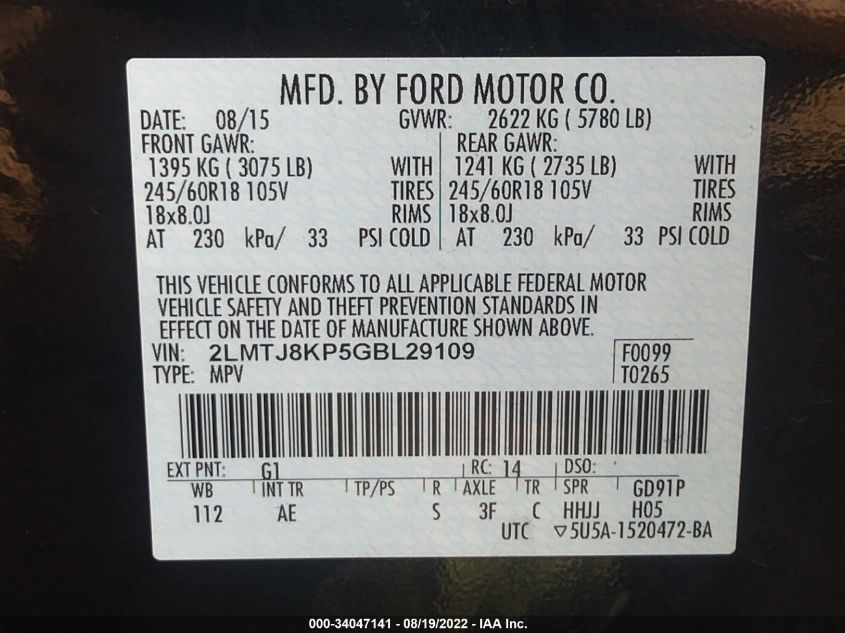 MFD. BY FORD MOTOR CO.
DATE: 08/15 GVWR: 2622 KG ( 5780 LB)
FRONT GAWR: REAR GAWR:
1395 KG ( 3075 LB) WITH 1241 KG ( 2735 LB) WITH
245/60R18 105V TIRES 245/60R18 105V TIRES
18x8.0J RIMS 18x8.0J RIMS
AT 230 kPa/ 33 PSI COLD AT 230 kPa/ 33 PSI COLD
THIS VEHICLE CONFORMS TO ALL APPLICABLE FEDERAL MOTOR
VEHICLE SAFETY AND THEFT PREVENTION STANDARDS IN
EFFECT ON THE DATE OF MANUFACTURE SHOWN ABOVE.
VIN: 2LMTJ8KP5GBL29109 F0099
TYPE: MPV T0265
EXT PNT: G1 RC: 14 DSO:
WB INT TR TP/PS R AXLE TR SPR GD91P
112 AE S 3F C HHJJ H05
UTC ▽5U5A-1520472-BA
000-34047141 - 08/19/2022 - IAA Inc.